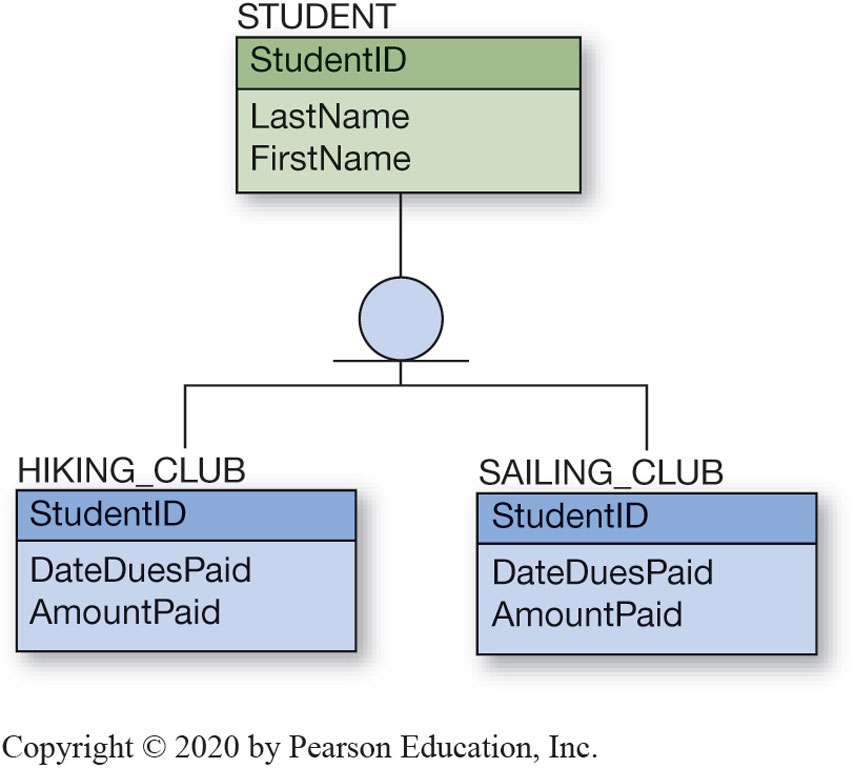 STUDENT
StudentID
LastName
FirstName
HIKING_CLUB
StudentID
DateDuesPaid
AmountPaid
SAILING_CLUB
StudentID
DateDuesPaid
AmountPaid
Copyright © 2020 by Pearson Education, Inc.